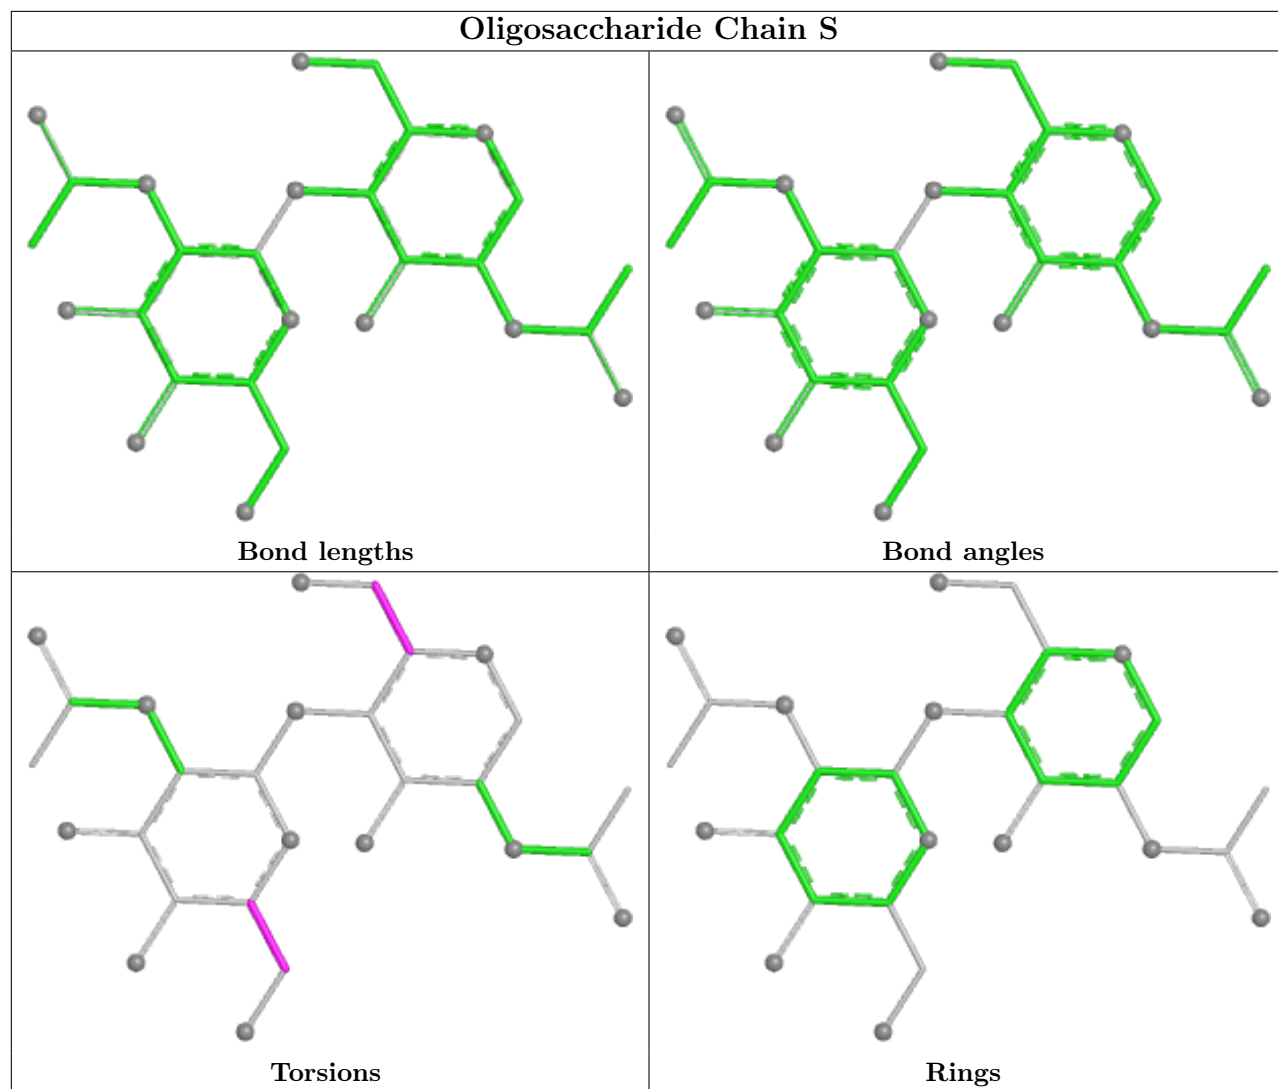 Oligosaccharide Chain S
Bond lengths
Bond angles
Torsions
Rings